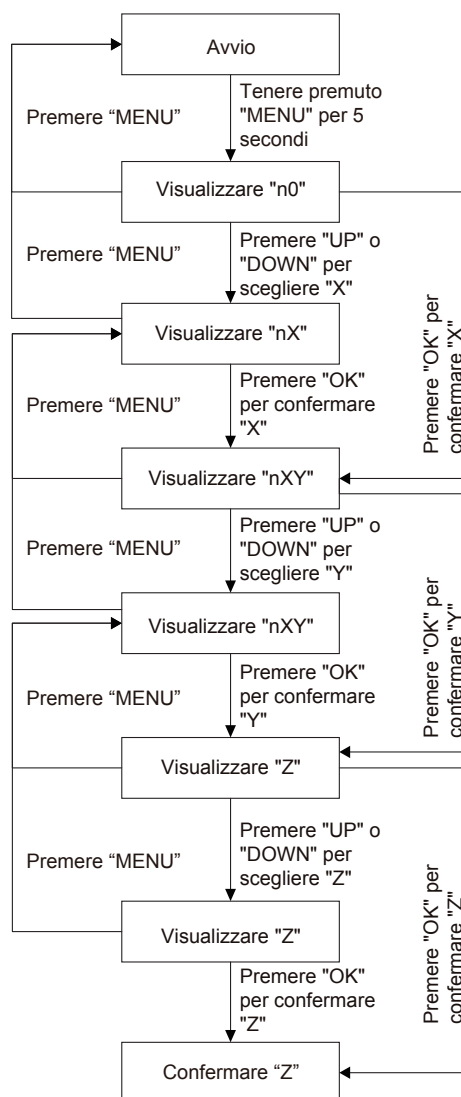 Avvio
Premere “MENU”
Tenere premuto
"MENU" per 5
secondi
Visualizzare "n0"
Premere “MENU”
Premere "UP" o
"DOWN" per
scegliere "X"
Premere "OK" per
confermare "X"
Visualizzare "nX"
Premere “MENU”
Premere "OK"
per confermare
"X"
Visualizzare "nXY"
Premere “MENU”
Premere "UP" o
"DOWN" per
scegliere "Y"
Premere "OK" per
confermare "Y"
Visualizzare "nXY"
Premere “MENU”
Premere "OK"
per confermare
"Y"
Visualizzare "Z"
Premere “MENU”
Premere "UP" o
"DOWN" per
scegliere "Z"
Premere "OK" per
confermare "Z"
Visualizzare "Z"
Premere "OK"
per confermare
"Z"
Confermare “Z”